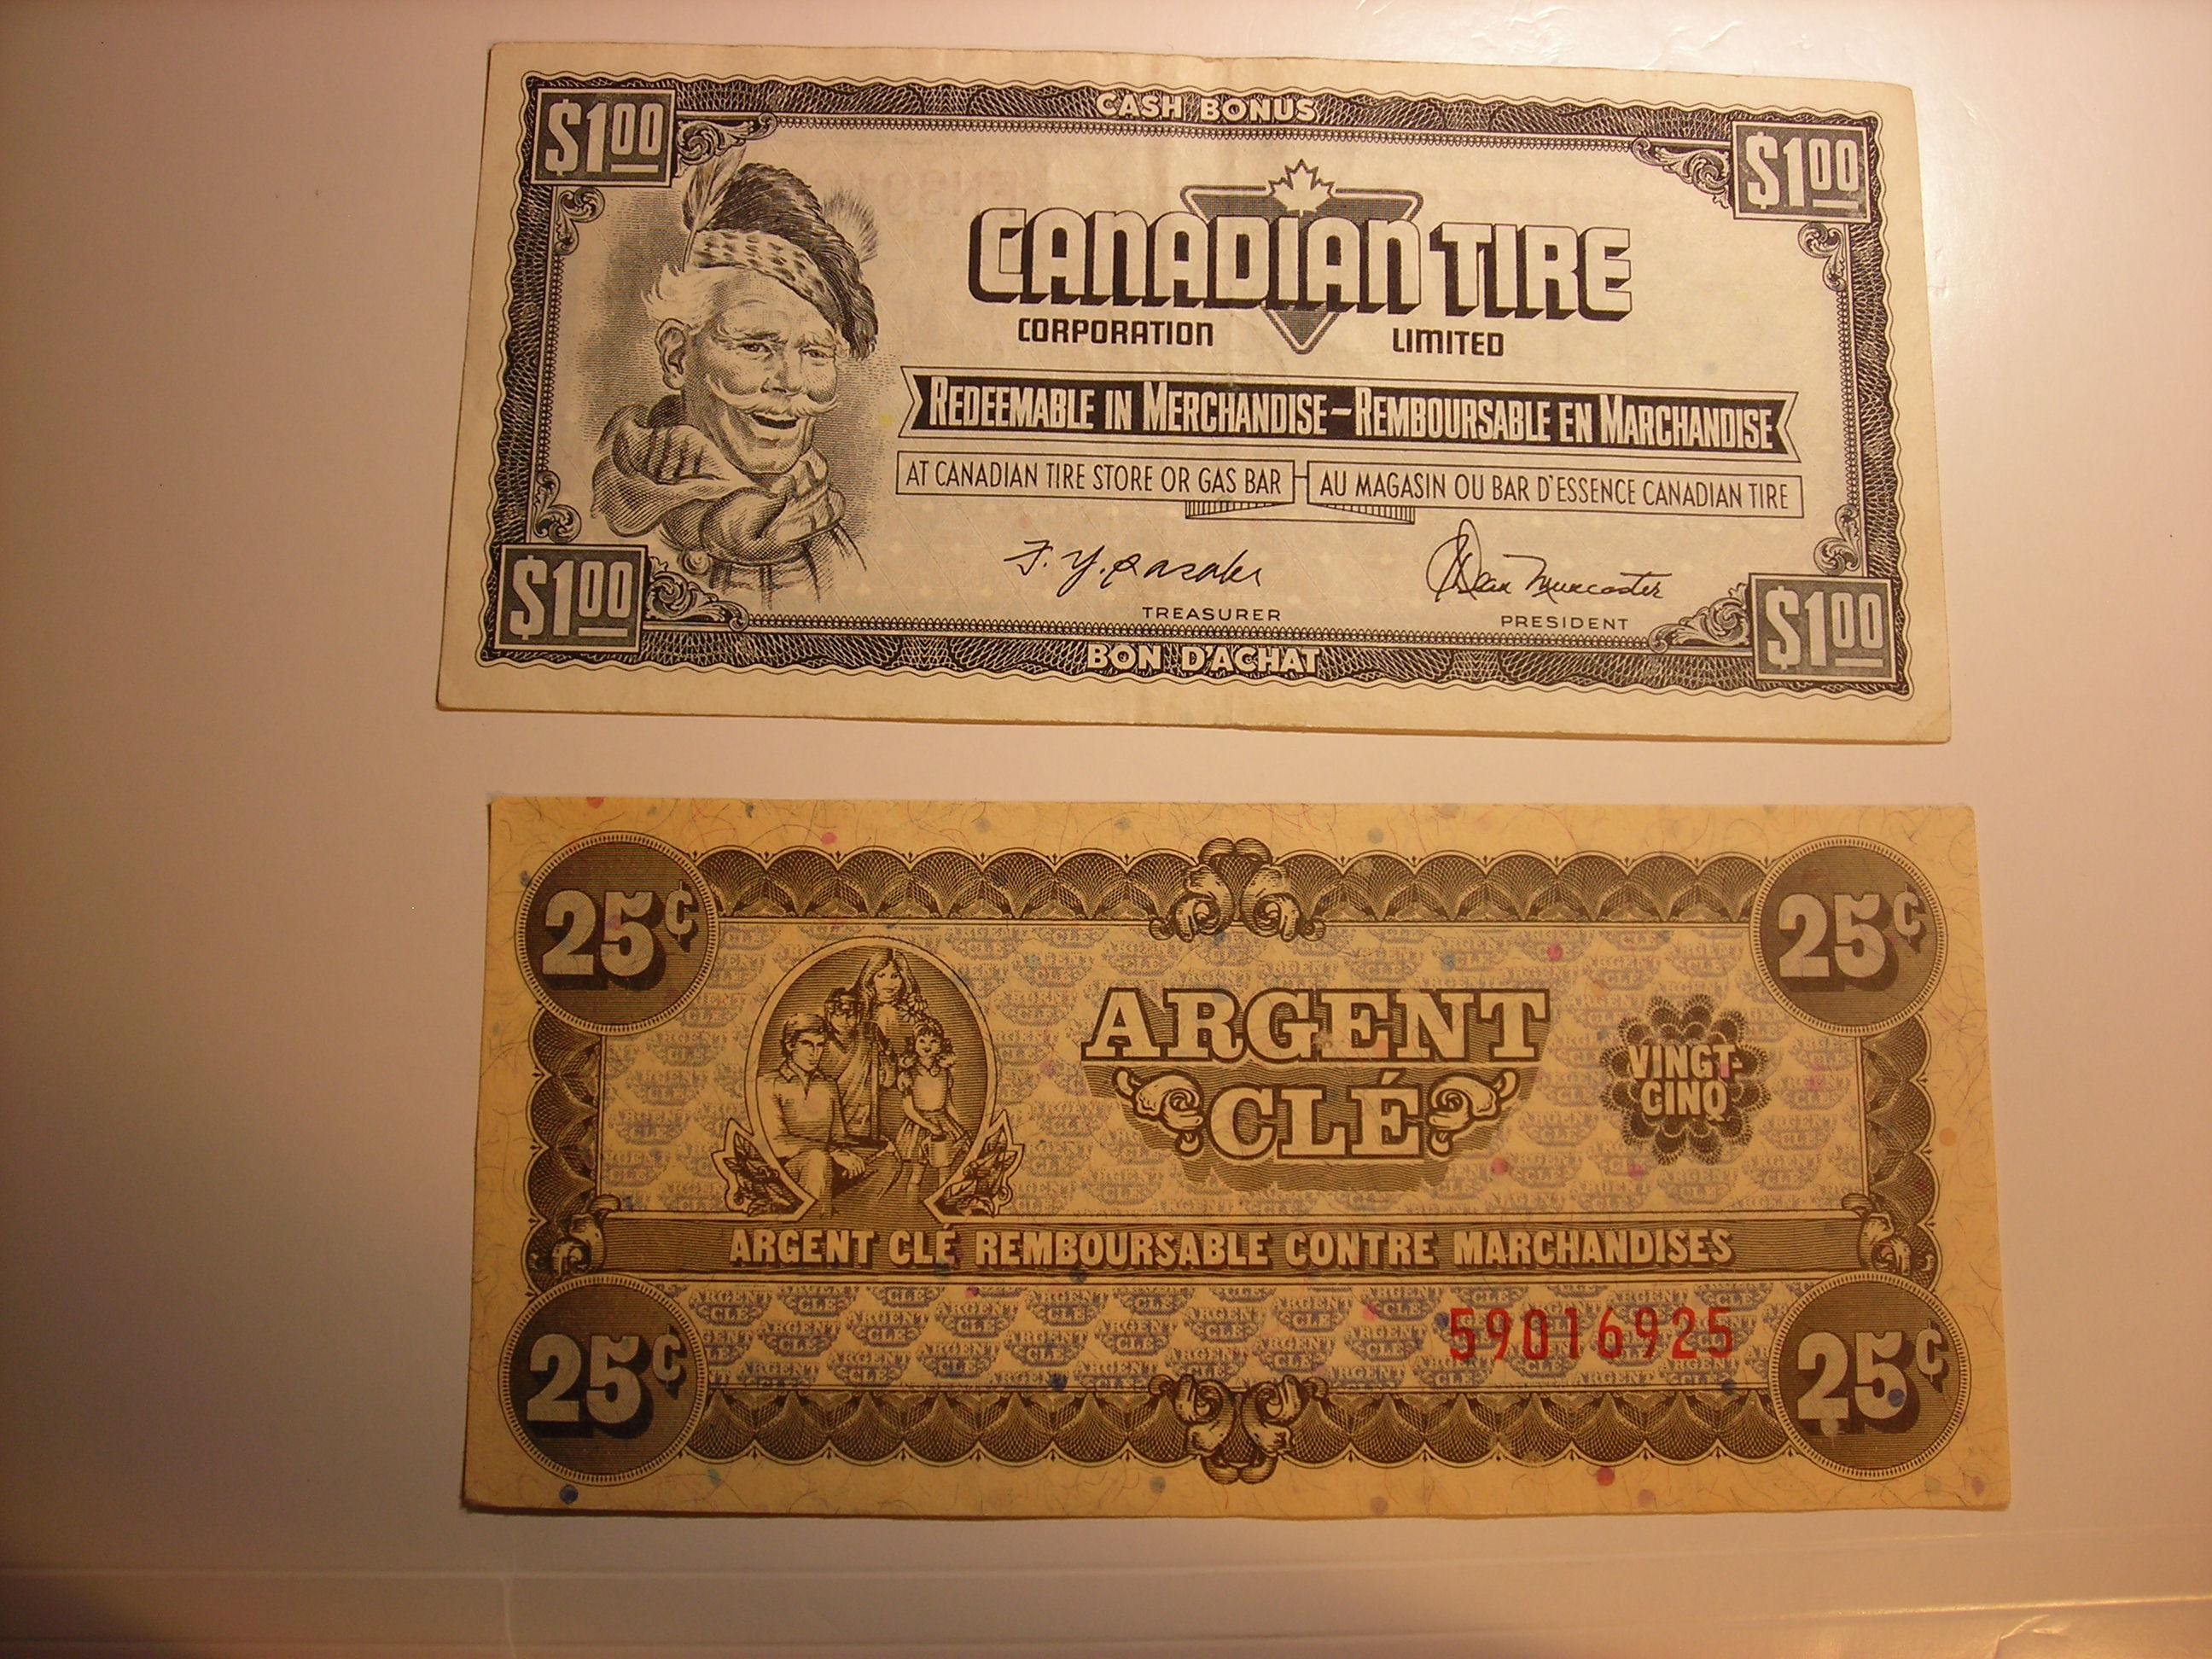 $1.00 CASH BONUS $1.00
CANADIAN TIRE
CORPORATION LIMITED
REDEEMABLE IN MERCHANDISE - REMBOURSABLE EN MARCHANDISE
AT CANADIAN TIRE STORE OR GAS BAR AU MAGASIN OU BAR D'ESSENCE CANADIAN TIRE
Dean Muncaster
TREASURER PRESIDENT
$1.00 BON D'ACHAT $1.00
25¢ 25¢
ARGENT
CLÉ
VINGT-
CINQ
ARGENT CLÉ REMBOURSABLE CONTRE MARCHANDISES
59016925
25¢ 25¢